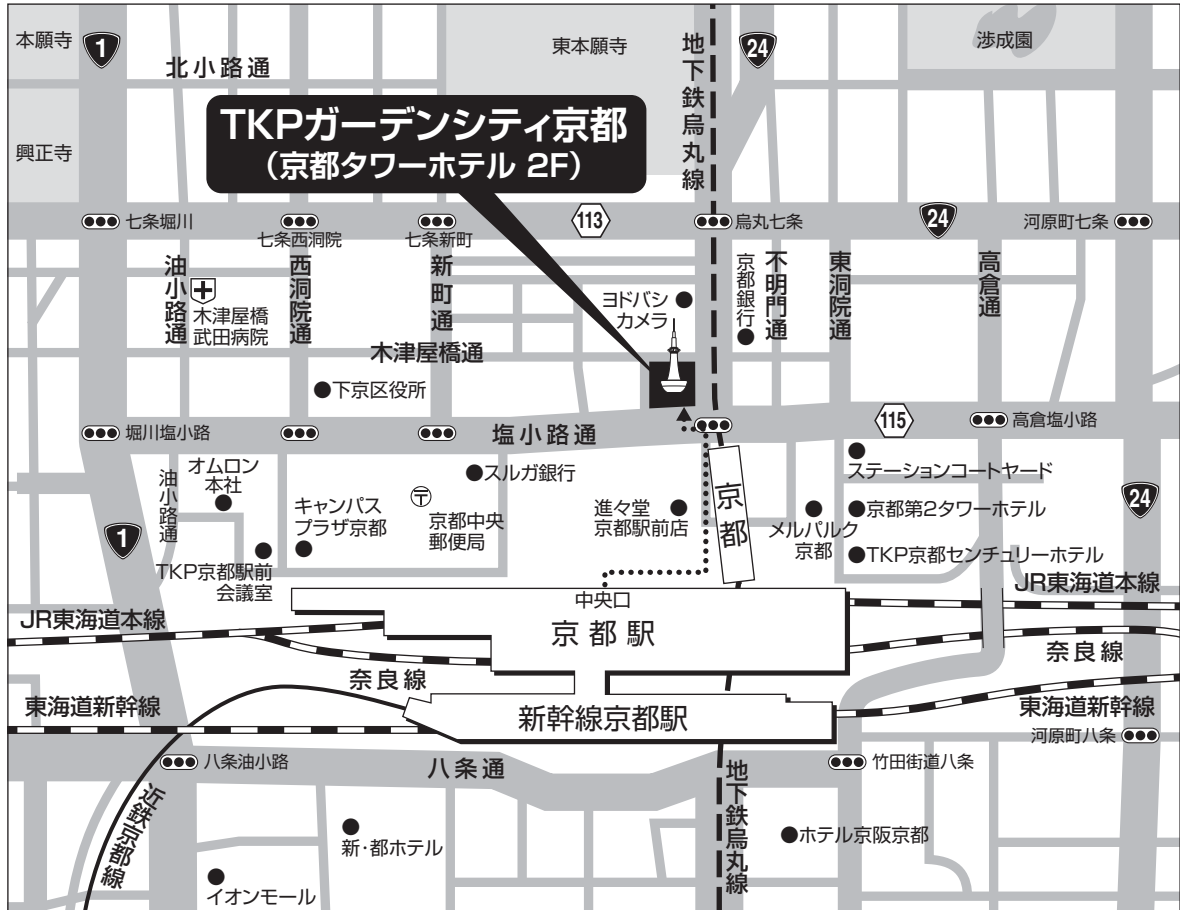 本願寺
1
北小路通
東本願寺
地下鉄烏丸線
24
渉成園
TKPガーデンシティ京都
（京都タワーホテル 2F）
興正寺
七条堀川
七条西洞院
七条新町
113
烏丸七条
24
河原町七条
油小路通
木津屋橋
武田病院
西洞院通
新町通
ヨドバシ
カメラ
京都銀行
不明門通
東洞院通
高倉通
木津屋橋通
下京区役所
堀川塩小路
塩小路通
115
高倉塩小路
油小路通
オムロン
本社
キャンパス
プラザ京都
スルガ銀行
〒
京都中央
郵便局
進々堂
京都駅前店
京都
メルパルク
京都
ステーションコートヤード
京都第2タワーホテル
TKP京都センチュリーホテル
24
1
TKP京都駅前
会議室
JR東海道本線
中央口
京都駅
JR東海道本線
奈良線
奈良線
東海道新幹線
新幹線京都駅
東海道新幹線
河原町八条
八条油小路
八条通
竹田街道八条
近鉄京都線
地下鉄烏丸線
新・都ホテル
ホテル京阪京都
イオンモール